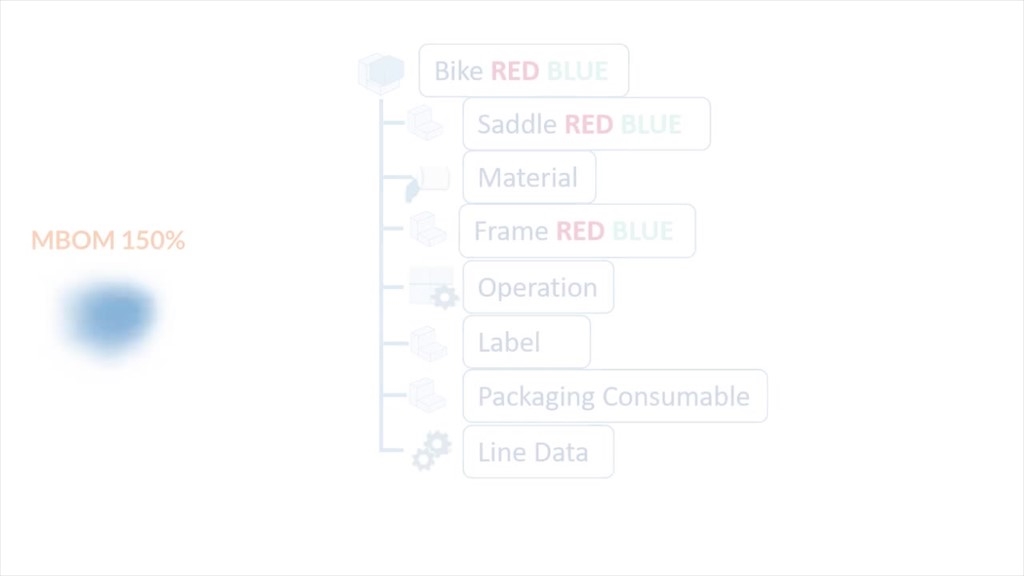 Bike RED BLUE
Saddle RED BLUE
Material
MBOM 150%
Frame RED BLUE
Operation
Label
Packaging Consumable
Line Data